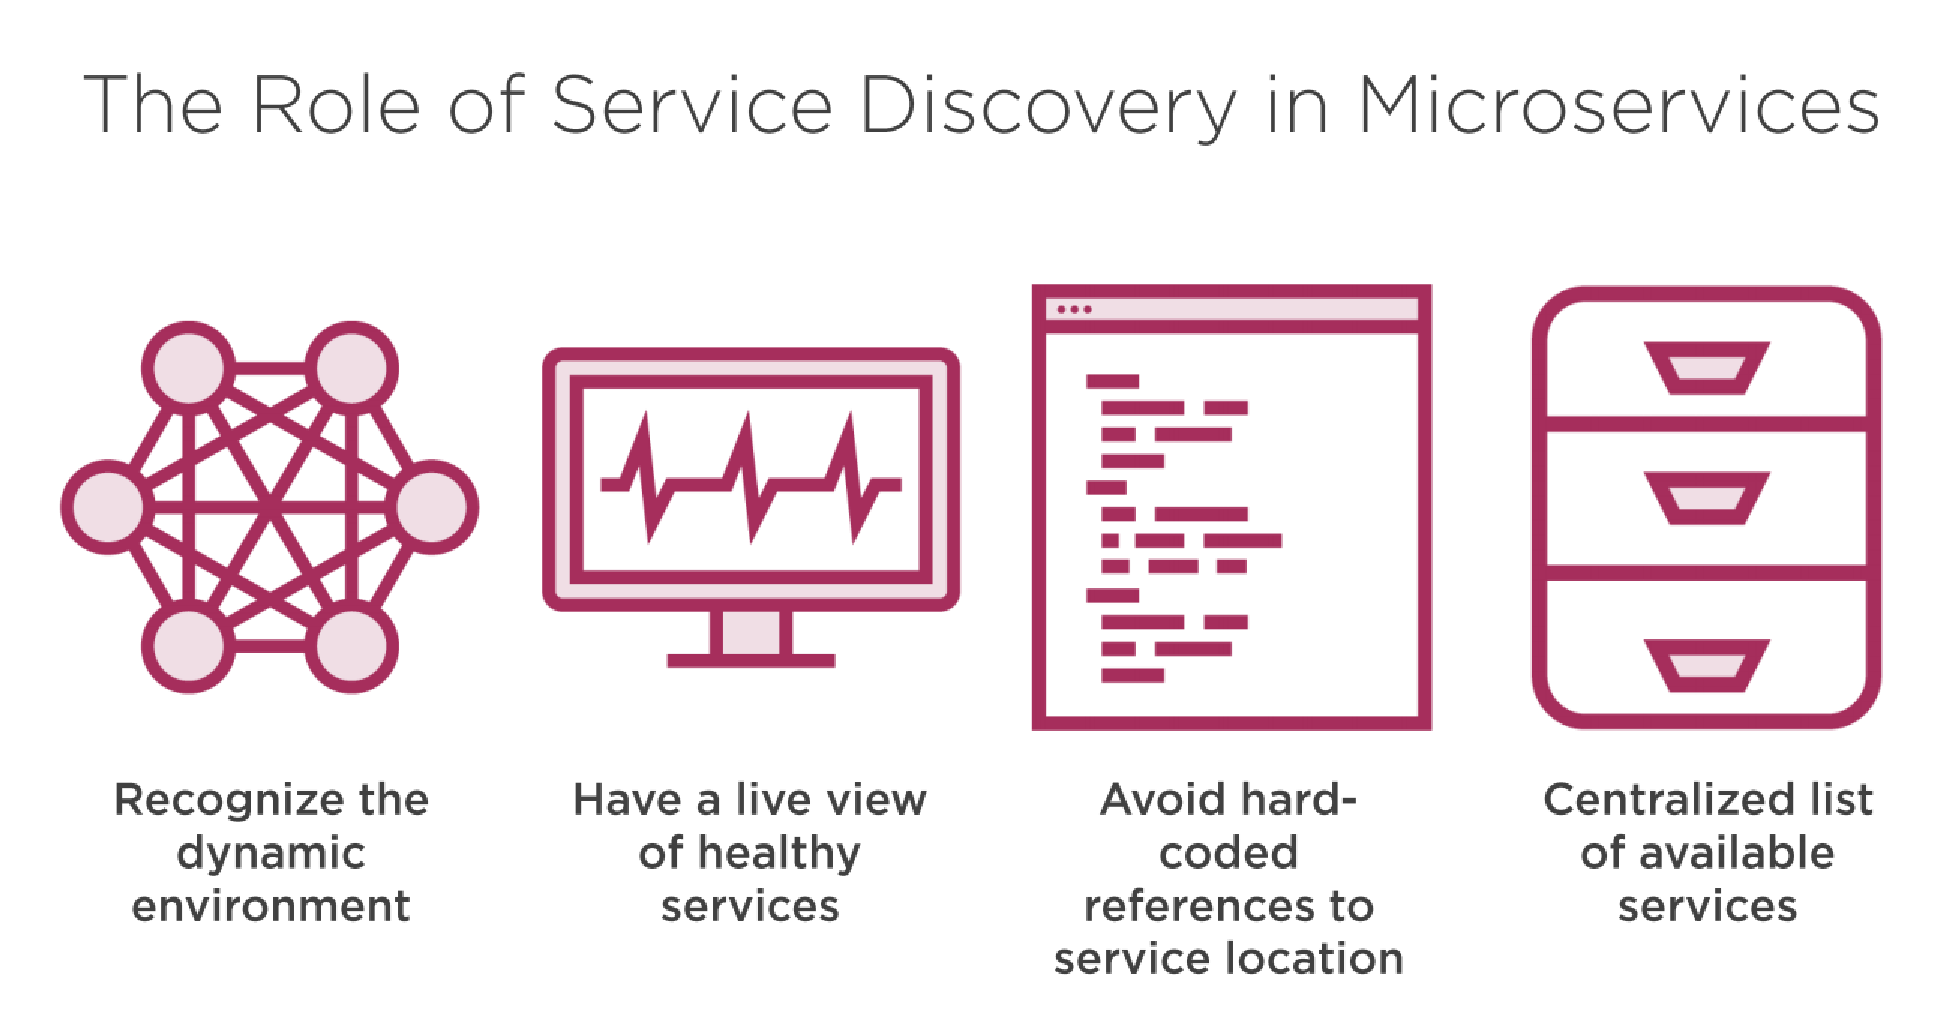 The Role of Service Discovery in Microservices
Recognize the
dynamic
environment
Have a live view
of healthy
services
Avoid hard-
coded
references to
service location
Centralized list
of available
services